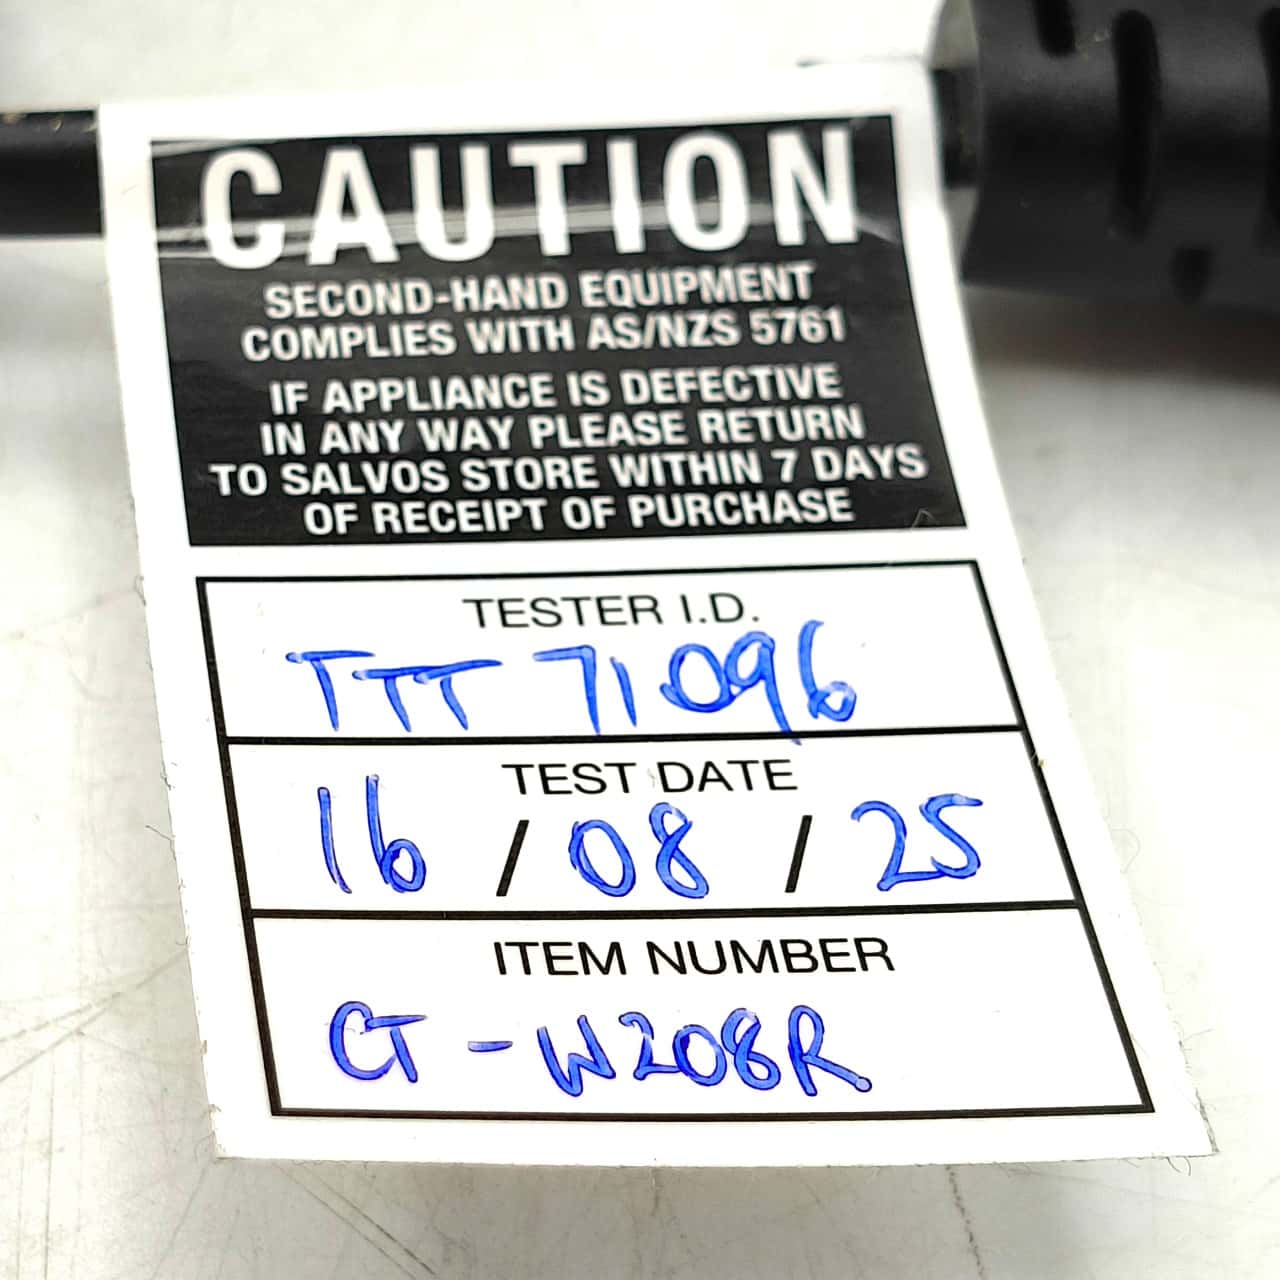 CAUTION
SECOND-HAND EQUIPMENT
COMPLIES WITH AS/NZS 5761
IF APPLIANCE IS DEFECTIVE
IN ANY WAY PLEASE RETURN
TO SALVOS STORE WITHIN 7 DAYS
OF RECEIPT OF PURCHASE
TESTER I.D.
TTT 71096
TEST DATE
16 / 08 / 25
ITEM NUMBER
CT - W208R